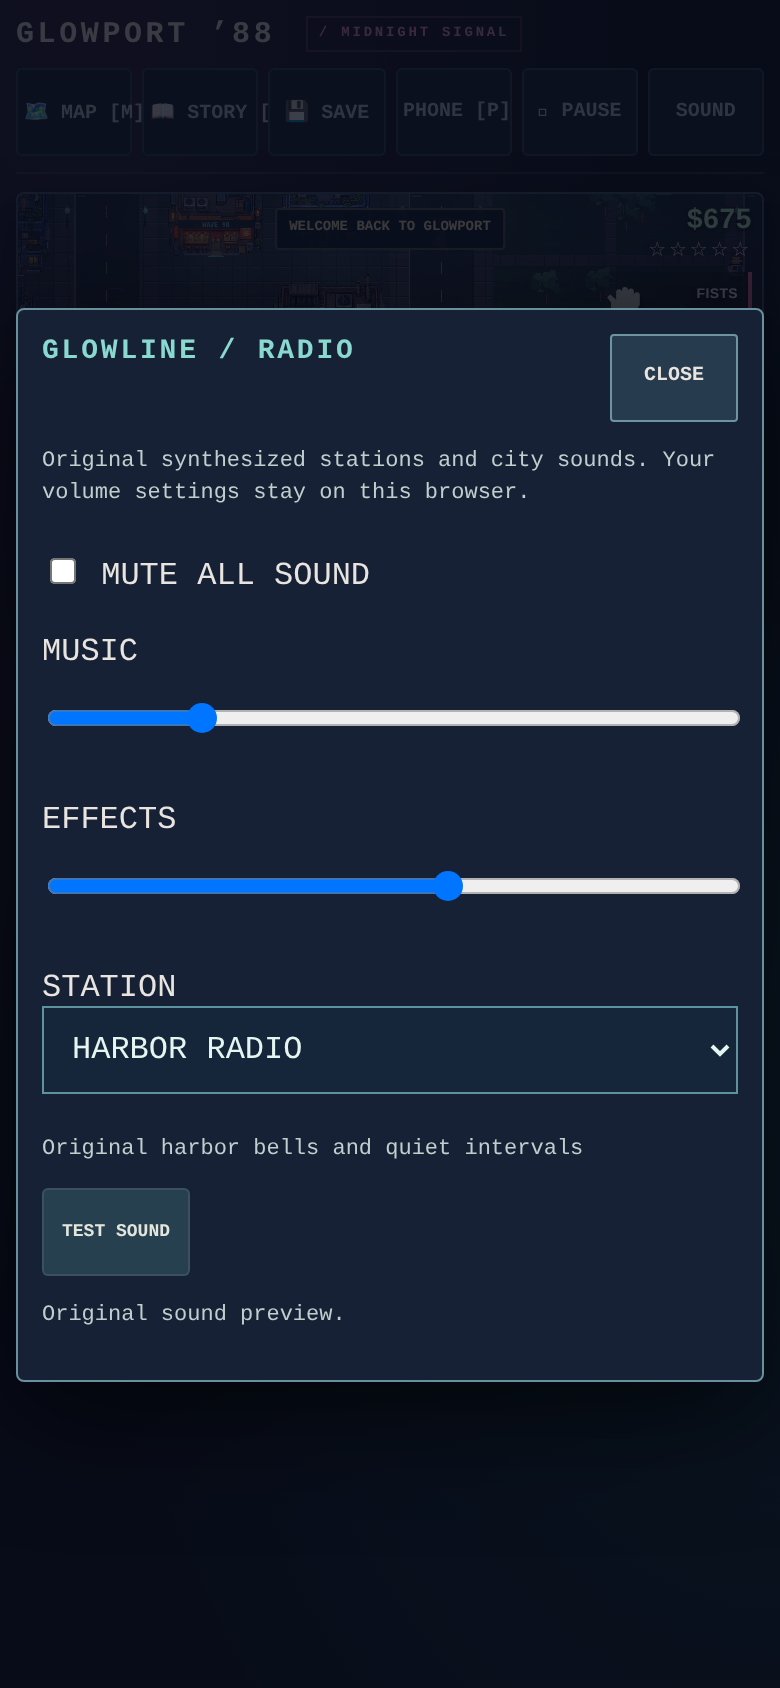 GLOWPORT ’88
/ MIDNIGHT SIGNAL
MAP [M]
STORY [
SAVE
PHONE [P]
PAUSE
SOUND
WELCOME BACK TO GLOWPORT
$675
FISTS
GLOWLINE / RADIO
CLOSE
Original synthesized stations and city sounds. Your
volume settings stay on this browser.
MUTE ALL SOUND
MUSIC
EFFECTS
STATION
HARBOR RADIO
Original harbor bells and quiet intervals
TEST SOUND
Original sound preview.